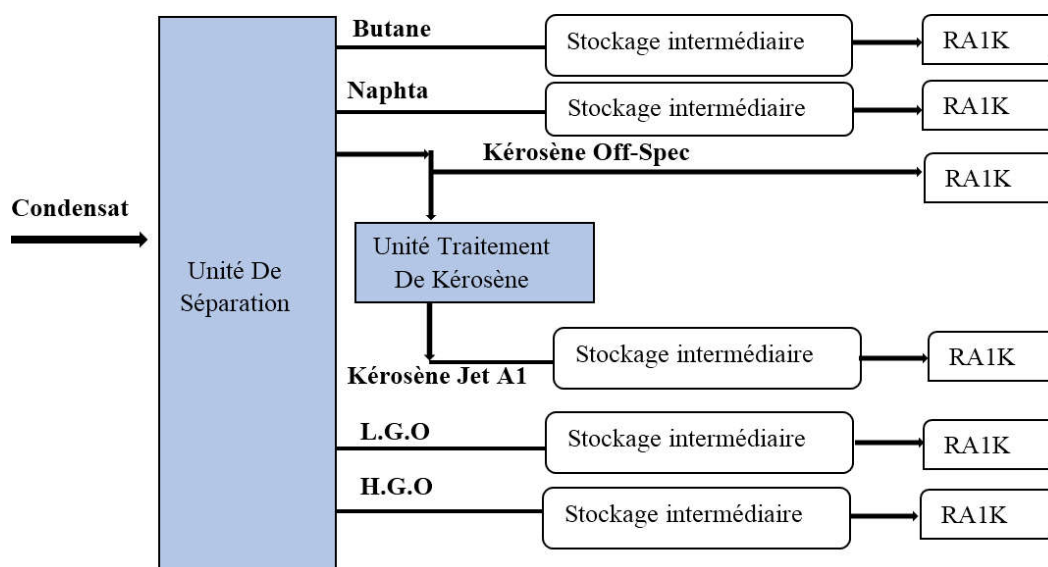 Butane
Stockage intermédiaire
RA1K
Naphta
Stockage intermédiaire
RA1K
Kérosène Off-Spec
RA1K
Condensat
Unité De
Séparation
Unité Traitement
De Kérosène
Stockage intermédiaire
RA1K
Kérosène Jet A1
L.G.O
Stockage intermédiaire
RA1K
H.G.O
Stockage intermédiaire
RA1K